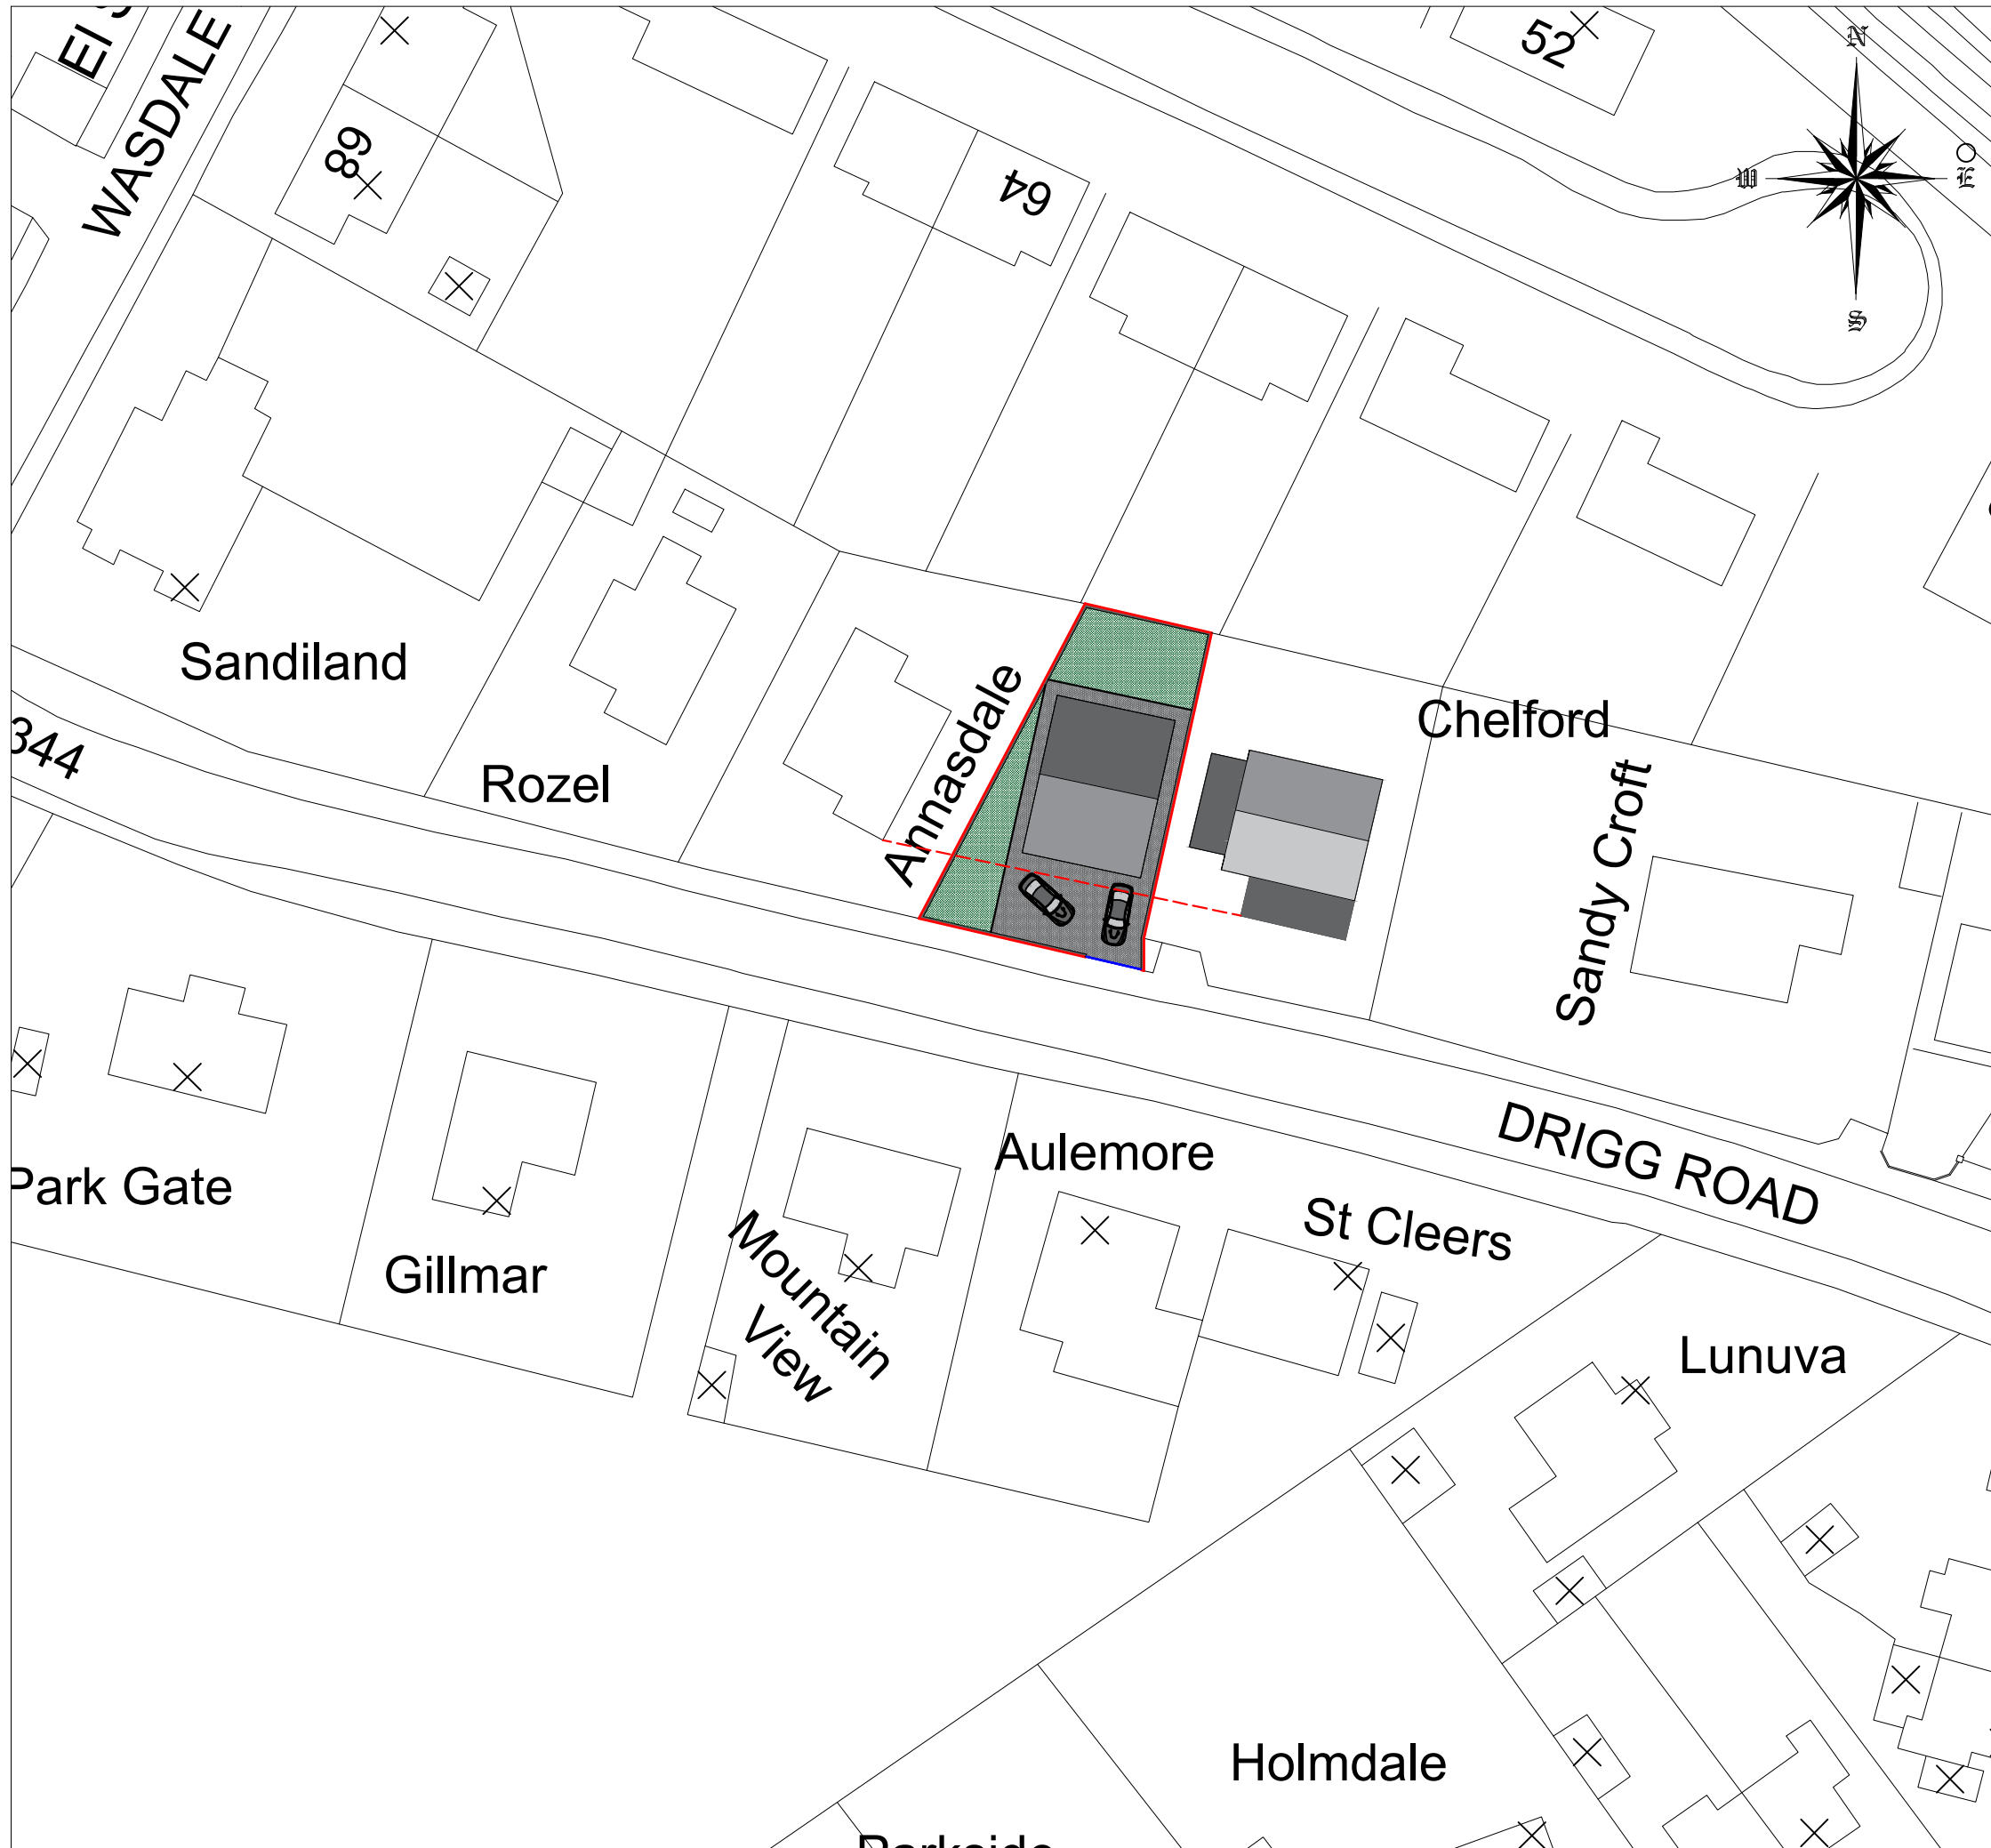 WASDALE
68
64
52
N
W
E
S
Sandiland
344
Rozel
Annasdale
Chelford
Sandy Croft
DRIGG ROAD
Park Gate
Gillmar
Mountain
View
Aulemore
St Cleers
Lunuva
Holmdale
Parkside